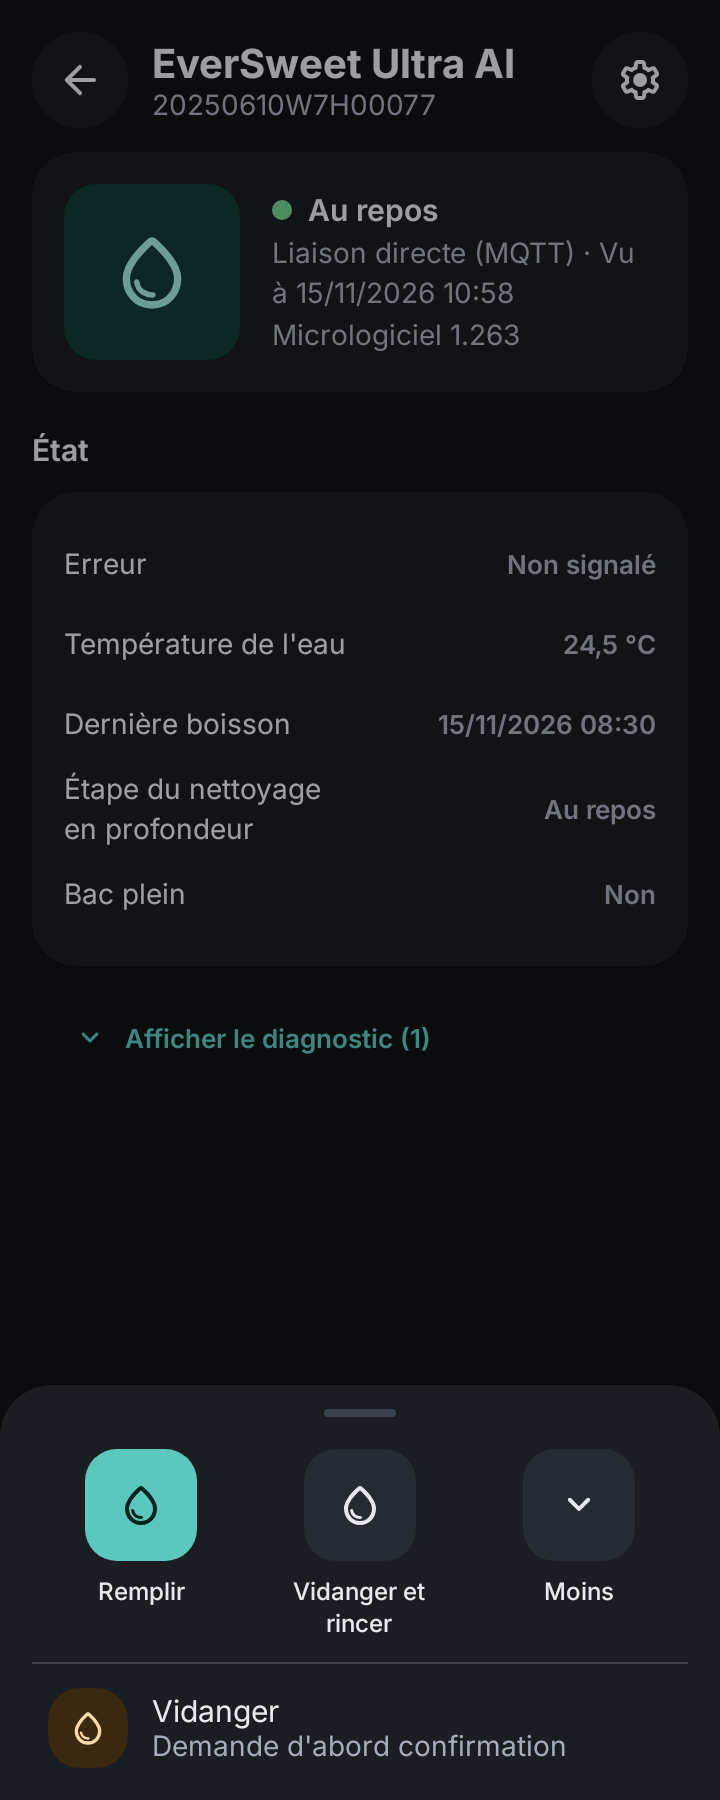 EverSweet Ultra AI
20250610W7H00077
Au repos
Liaison directe (MQTT) · Vu
à 15/11/2026 10:58
Micrologiciel 1.263
État
Erreur
Non signalé
Température de l'eau
24,5 °C
Dernière boisson
15/11/2026 08:30
Étape du nettoyage
en profondeur
Au repos
Bac plein
Non
Afficher le diagnostic (1)
Remplir
Vidanger et
rincer
Moins
Vidanger
Demande d'abord confirmation